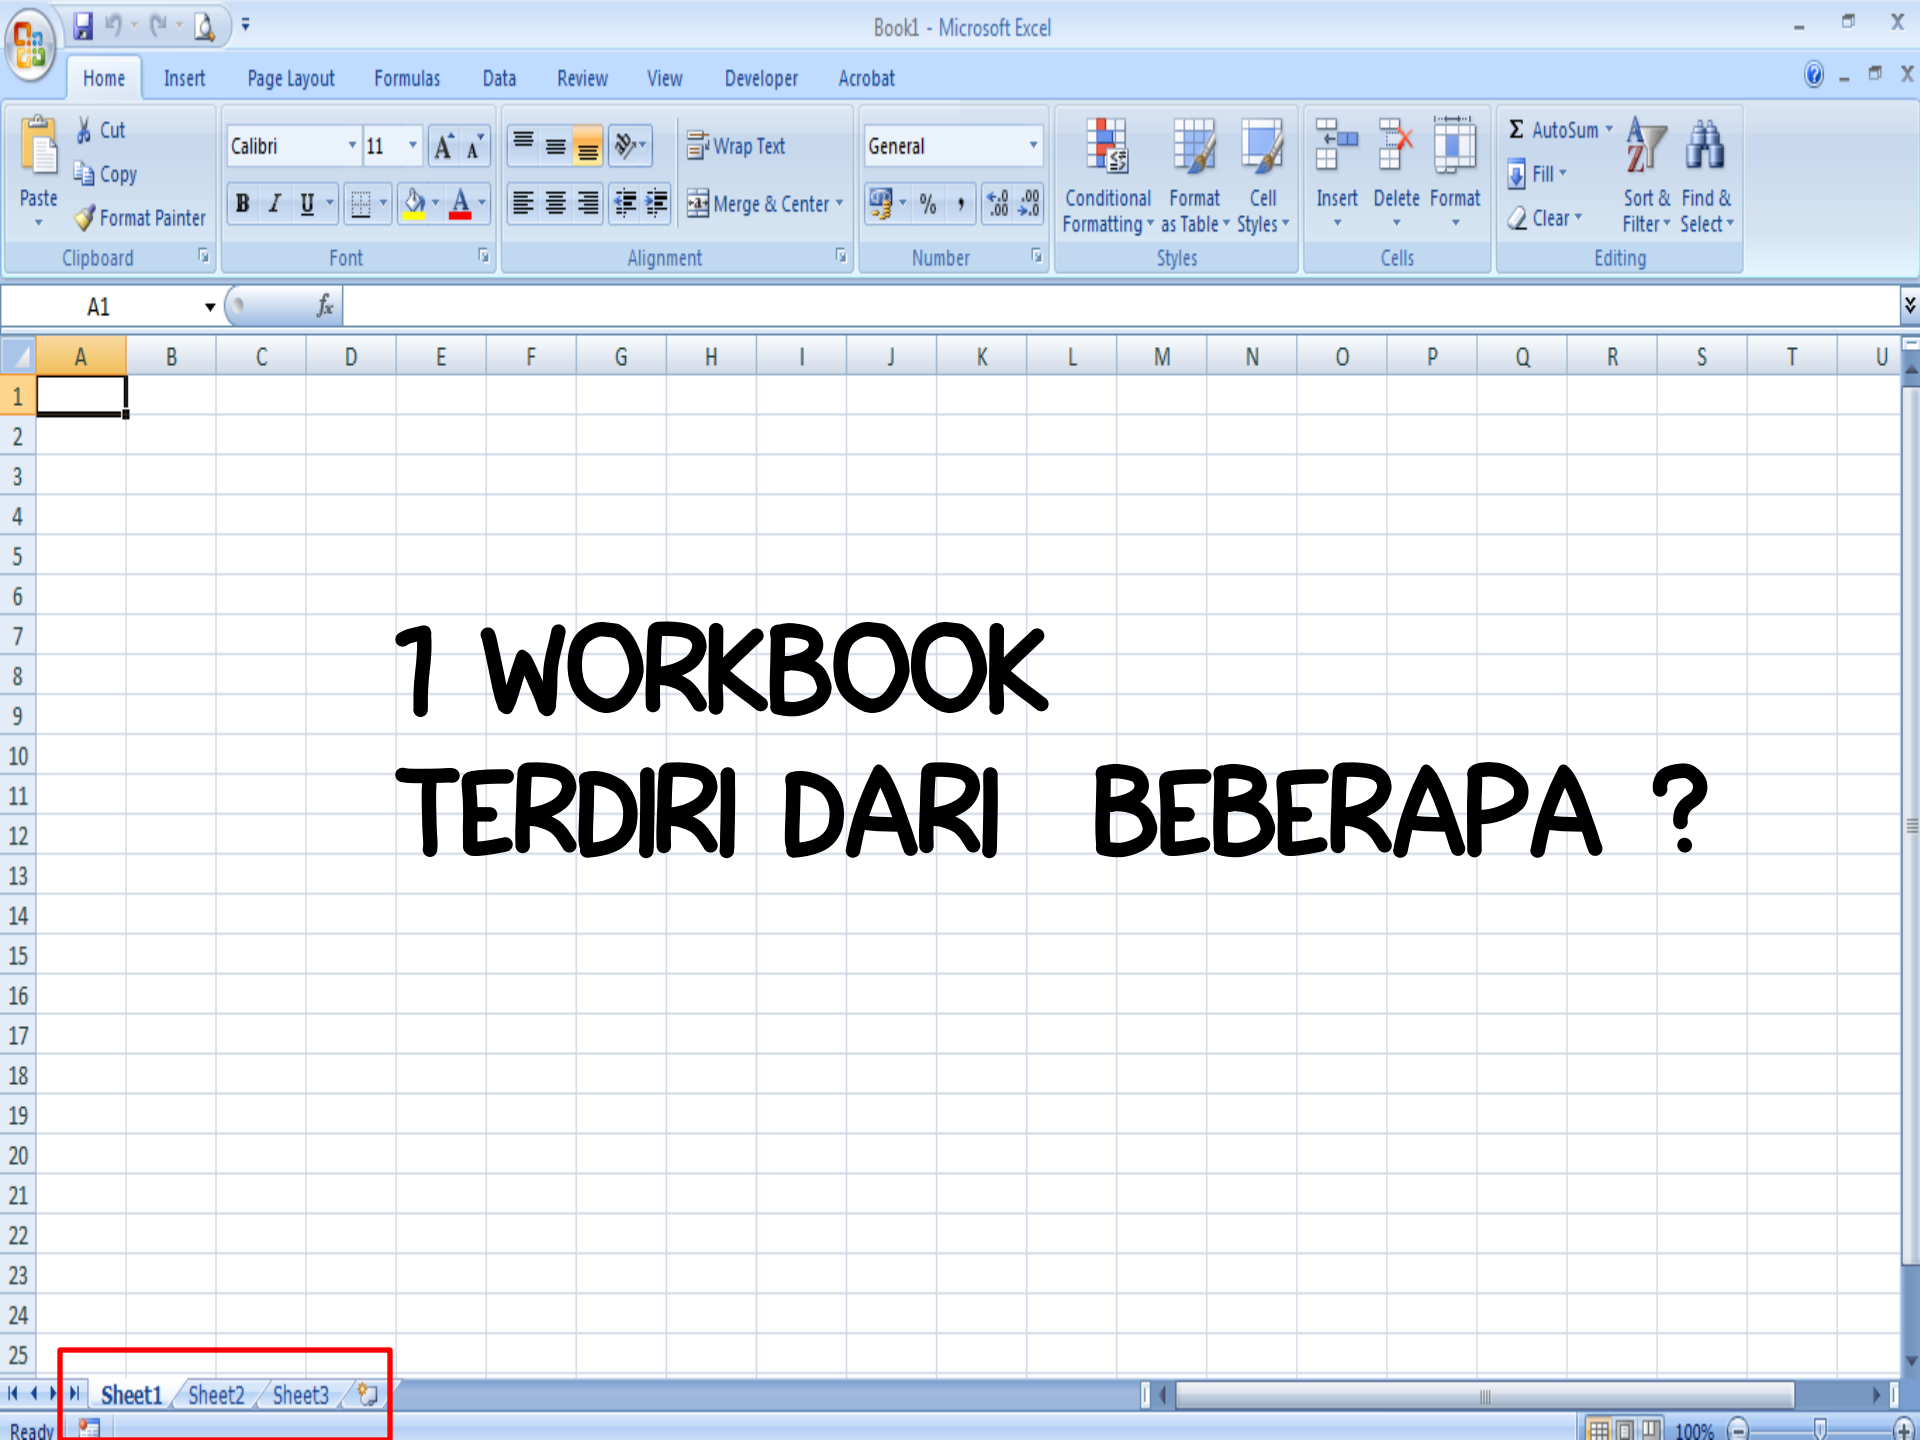 Book1 - Microsoft Excel
Home Insert Page Layout Formulas Data Review View Developer Acrobat
Paste
Cut
Copy
Format Painter
Clipboard
Calibri 11
B I U
Font
Wrap Text
Merge & Center
Alignment
General
%
Number
Conditional Formatting
Format as Table
Cell Styles
Styles
Insert
Delete
Format
Cells
Σ AutoSum
Fill
Clear
Sort & Filter
Find & Select
Editing
A1 fx
A B C D E F G H I J K L M N O P Q R S T U
1
2
3
4
5
6
7
8
9
10
11
12
13
14
15
16
17
18
19
20
21
22
23
24
25
1 WORKBOOK
TERDIRI DARI BEBERAPA ?
Sheet1 Sheet2 Sheet3
Ready 100%